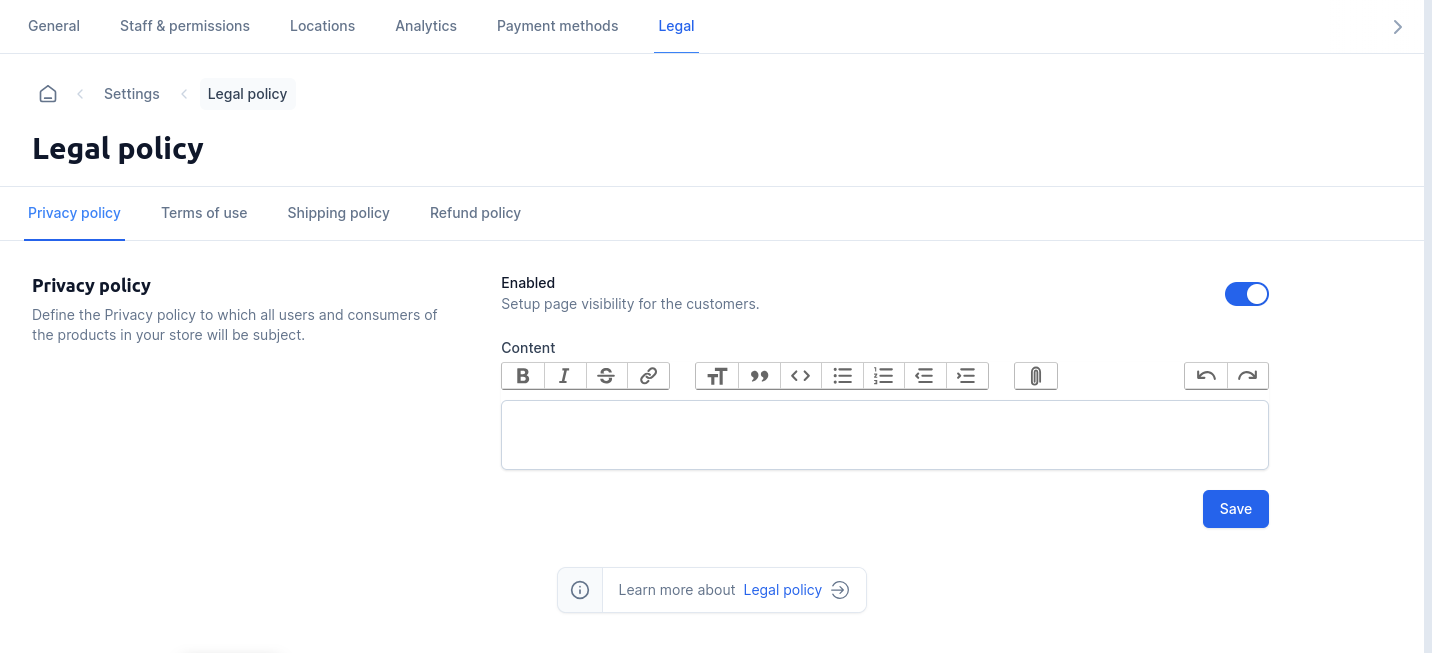 General Staff & permissions Locations Analytics Payment methods Legal
Settings Legal policy
Legal policy
Privacy policy Terms of use Shipping policy Refund policy
Privacy policy
Define the Privacy policy to which all users and consumers of
the products in your store will be subject.
Enabled
Setup page visibility for the customers.
Content
Save
Learn more about Legal policy